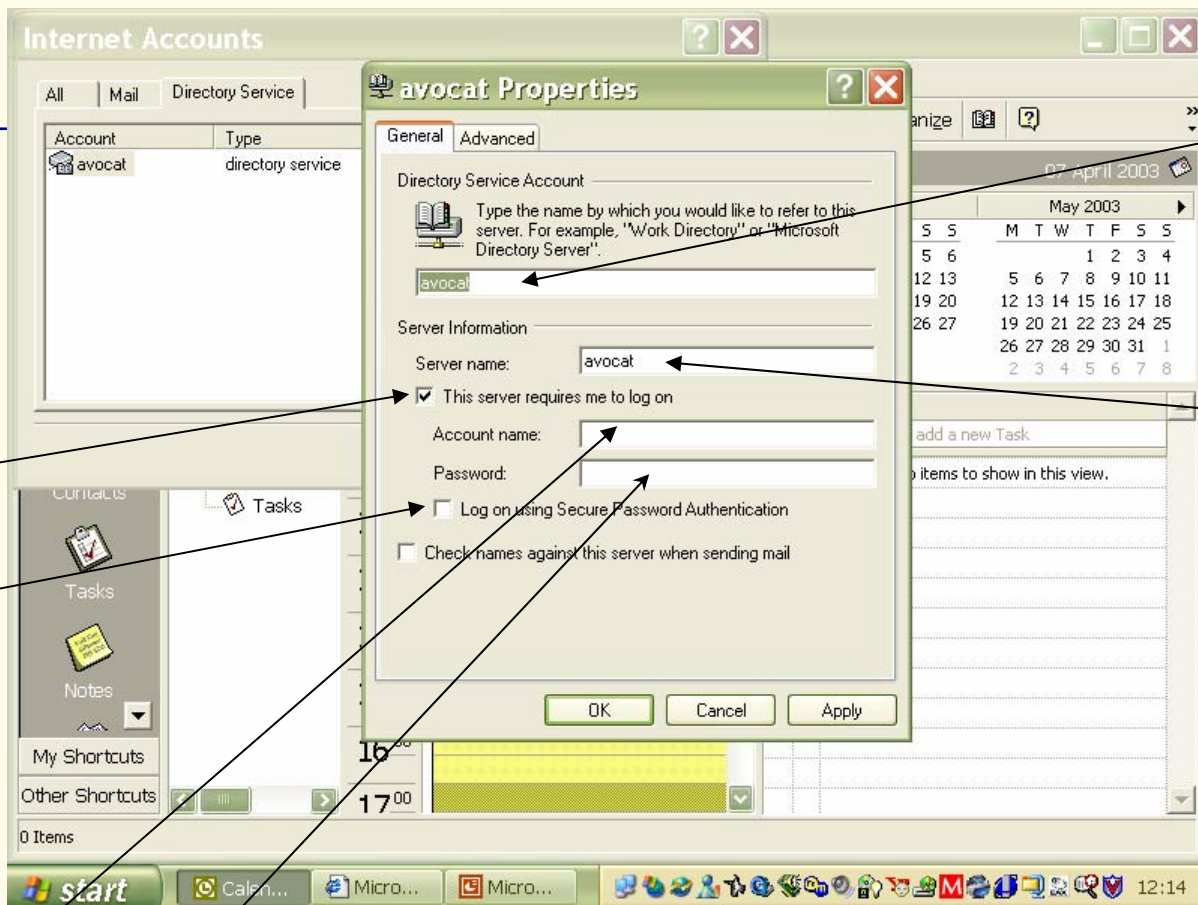 Internet Accounts
All
Mail
Directory Service
Account
Type
avocat
directory service
avocat Properties
General
Advanced
Directory Service Account
Type the name by which you would like to refer to this
server. For example, "Work Directory" or "Microsoft
Directory Server".
avocat
Server Information
Server name:
avocat
This server requires me to log on
Account name:
Password:
Log on using Secure Password Authentication
Check names against this server when sending mail
OK
Cancel
Apply
anize
07 April 2003
May 2003
S S
M T W T F S S
5 6
1 2 3 4
12 13
5 6 7 8 9 10 11
19 20
12 13 14 15 16 17 18
26 27
19 20 21 22 23 24 25
26 27 28 29 30 31 1
2 3 4 5 6 7 8
add a new Task
items to show in this view.
Contacts
Tasks
Tasks
Notes
My Shortcuts
Other Shortcuts
16 00
17 00
0 Items
start
Calen...
Micro...
Micro...
12:14